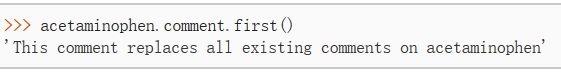 >>> acetaminophen.comment.first()
'This comment replaces all existing comments on acetaminophen'